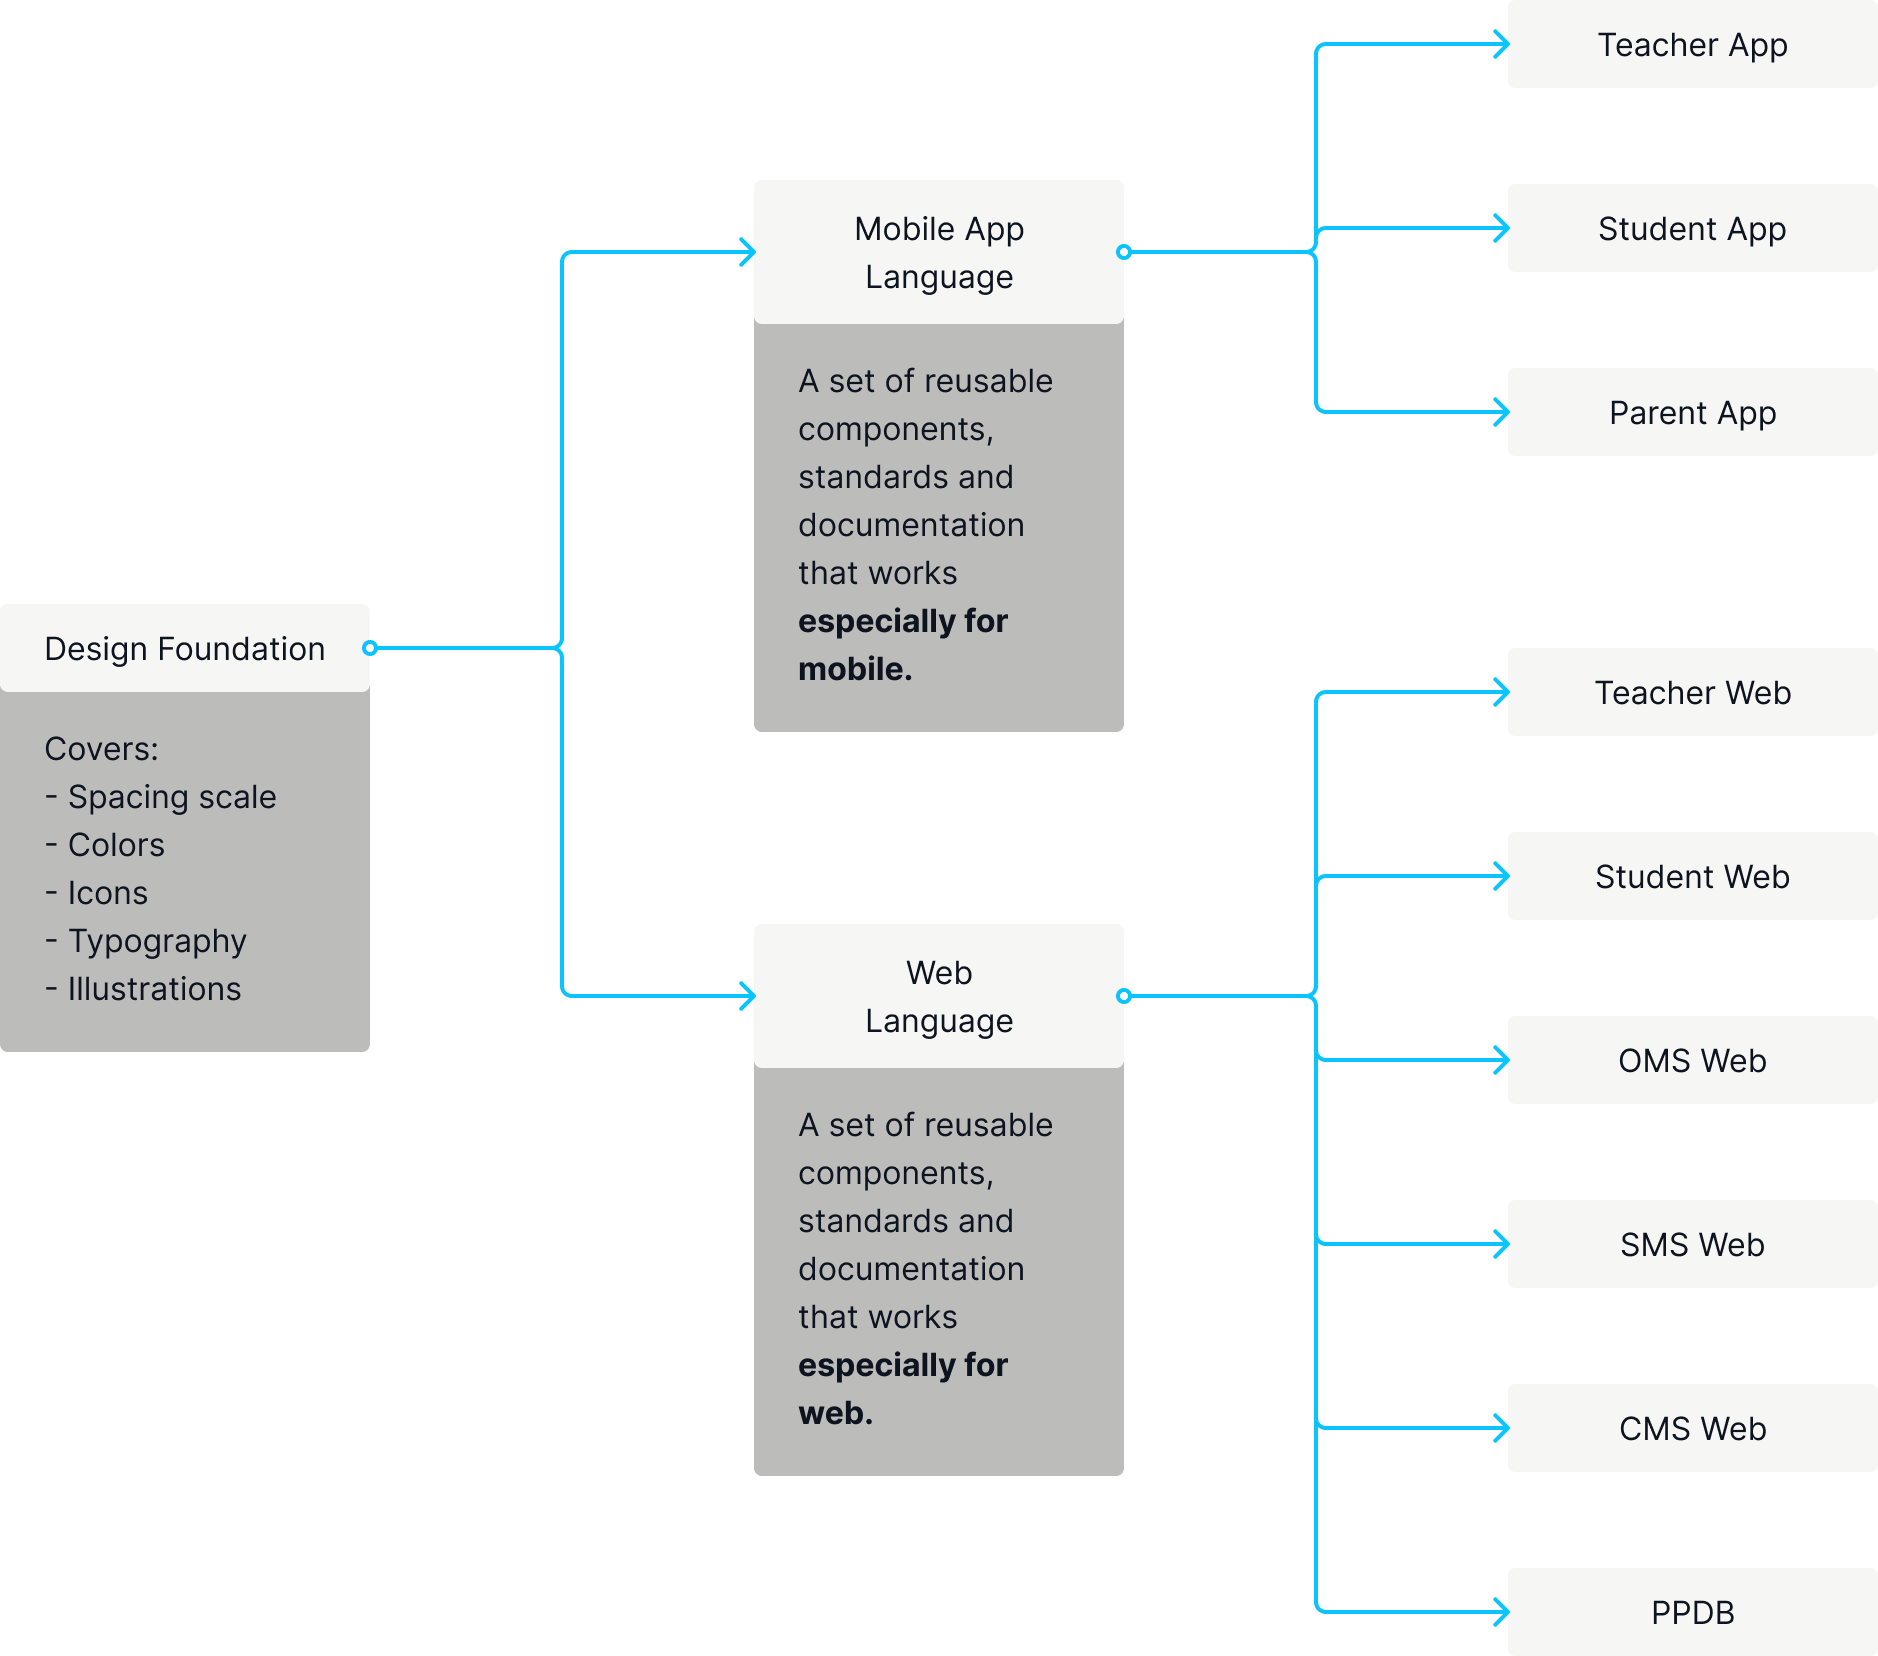 Design Foundation
Covers:
- Spacing scale
- Colors
- Icons
- Typography
- Illustrations
Mobile App
Language
A set of reusable
components,
standards and
documentation
that works
especially for
mobile.
Web
Language
A set of reusable
components,
standards and
documentation
that works
especially for
web.
Teacher App
Student App
Parent App
Teacher Web
Student Web
OMS Web
SMS Web
CMS Web
PPDB